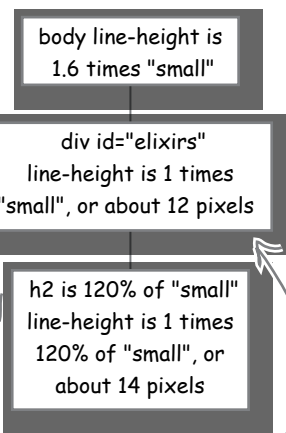 body line-height is
1.6 times "small"
div id="elixirs"
line-height is 1 times
"small", or about 12 pixels
h2 is 120% of "small"
line-height is 1 times
120% of "small", or
about 14 pixels